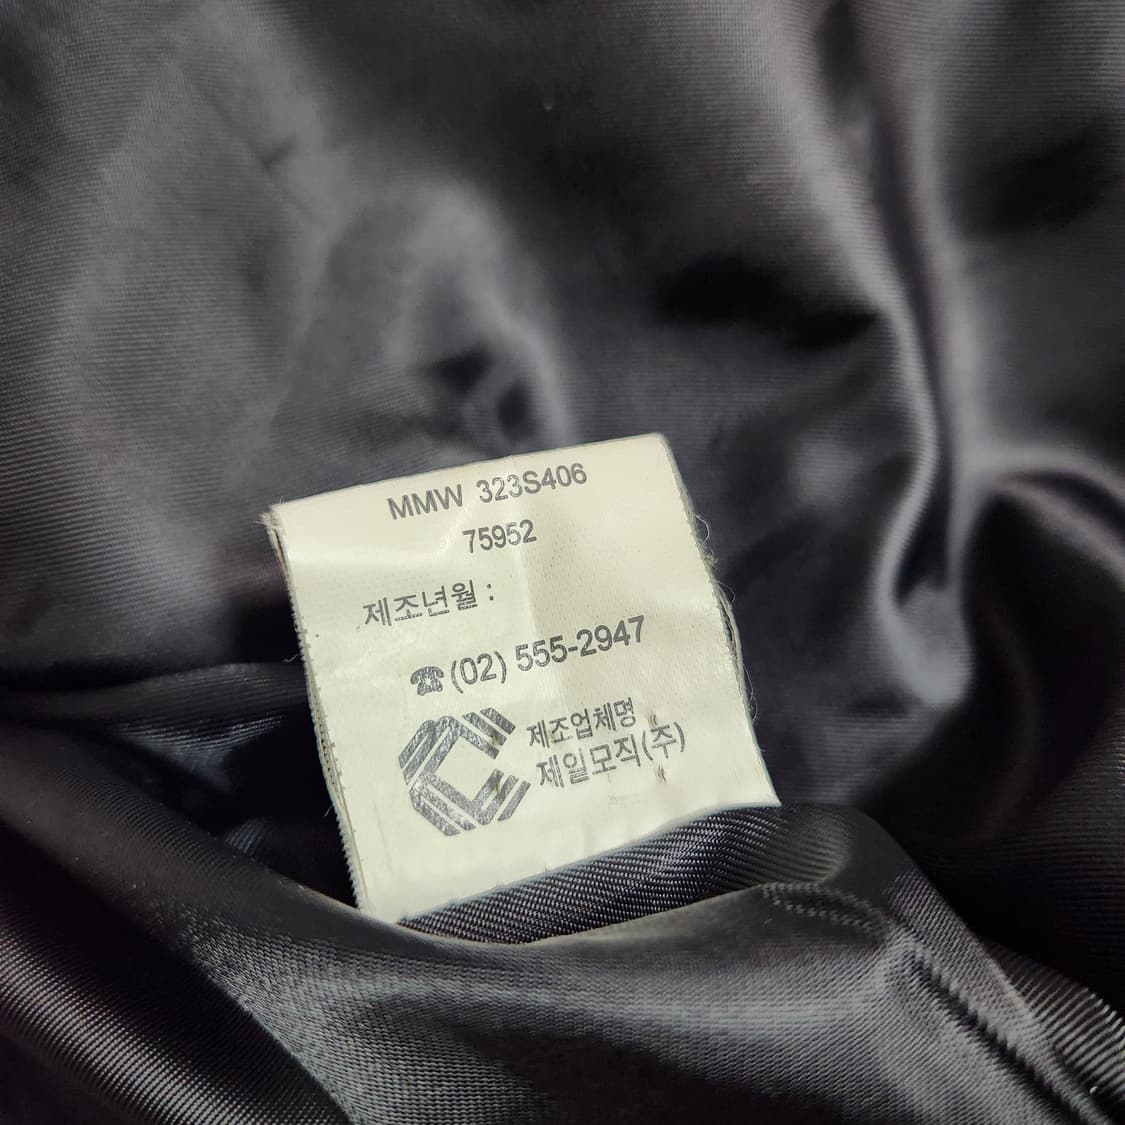 MMW 323S406
75952
제조년월 :
☎(02) 555-2947
제조업체명
제일모직(주)